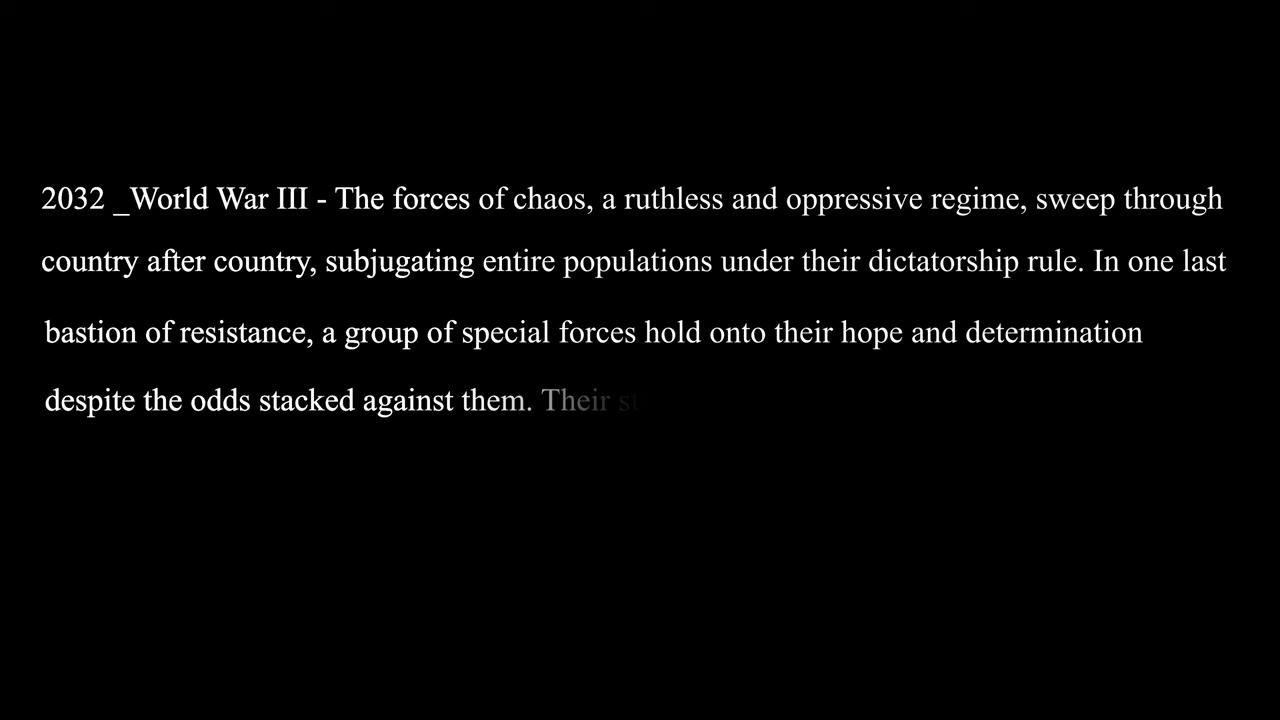 2032 _World War III - The forces of chaos, a ruthless and oppressive regime, sweep through
country after country, subjugating entire populations under their dictatorship rule. In one last
bastion of resistance, a group of special forces hold onto their hope and determination
despite the odds stacked against them. Their